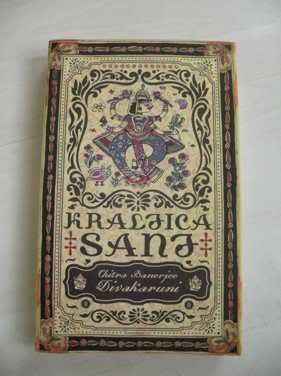 KRALJICA
SANJ
Chitra Banerjee
Divakaruni